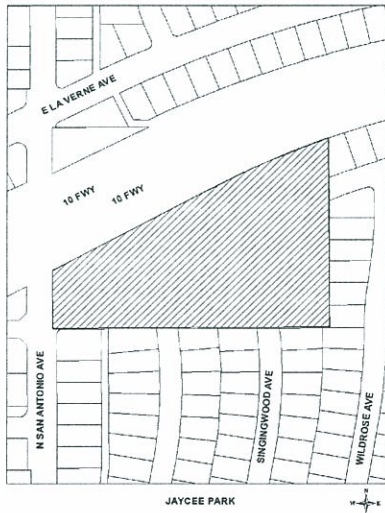 E LA VERNE AVE
10 FWY
10 FWY
N SAN ANTONIO AVE
SINGINGWOOD AVE
WILDROSE AVE
JAYCEE PARK
N
W
E
S